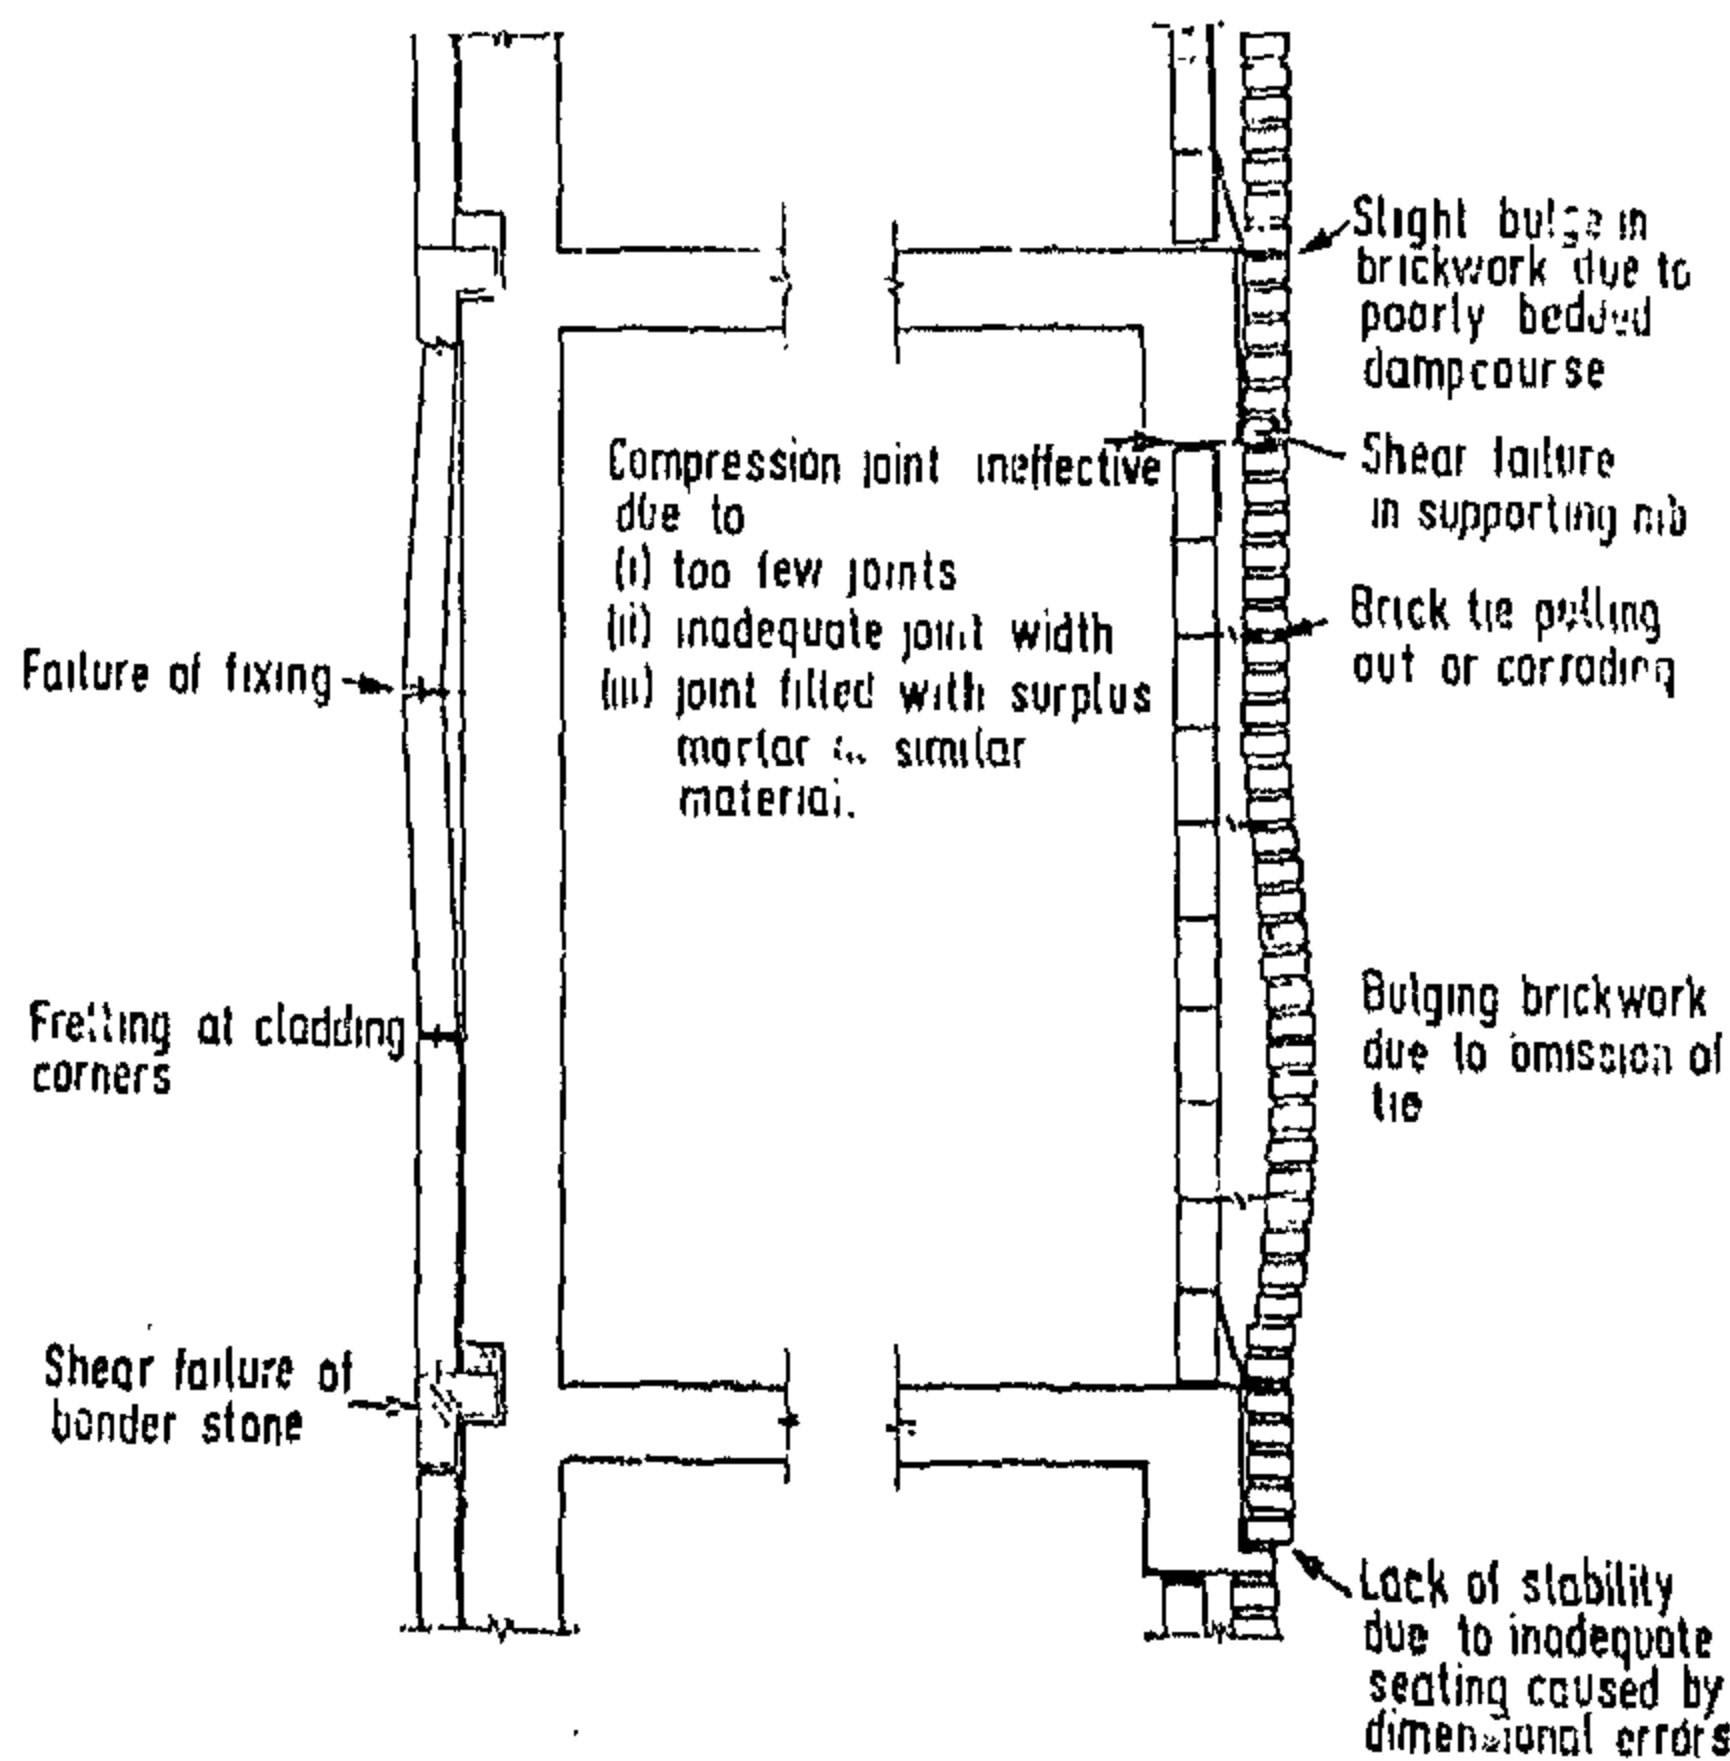 Slight bulge in
brickwork due to
poorly bedded
dampcourse
Compression joint ineffective
due to
(i) too few joints
(ii) inadequate joint width
(iii) joint filled with surplus
mortar similar
material.
Shear failure
in supporting nib
Brick tie pulling
out or corroding
Failure of fixing
Fretting at cladding
corners
Bulging brickwork
due to omission of
tie
Shear failure of
bonder stone
Lack of stability
due to inadequate
seating caused by
dimensional errors